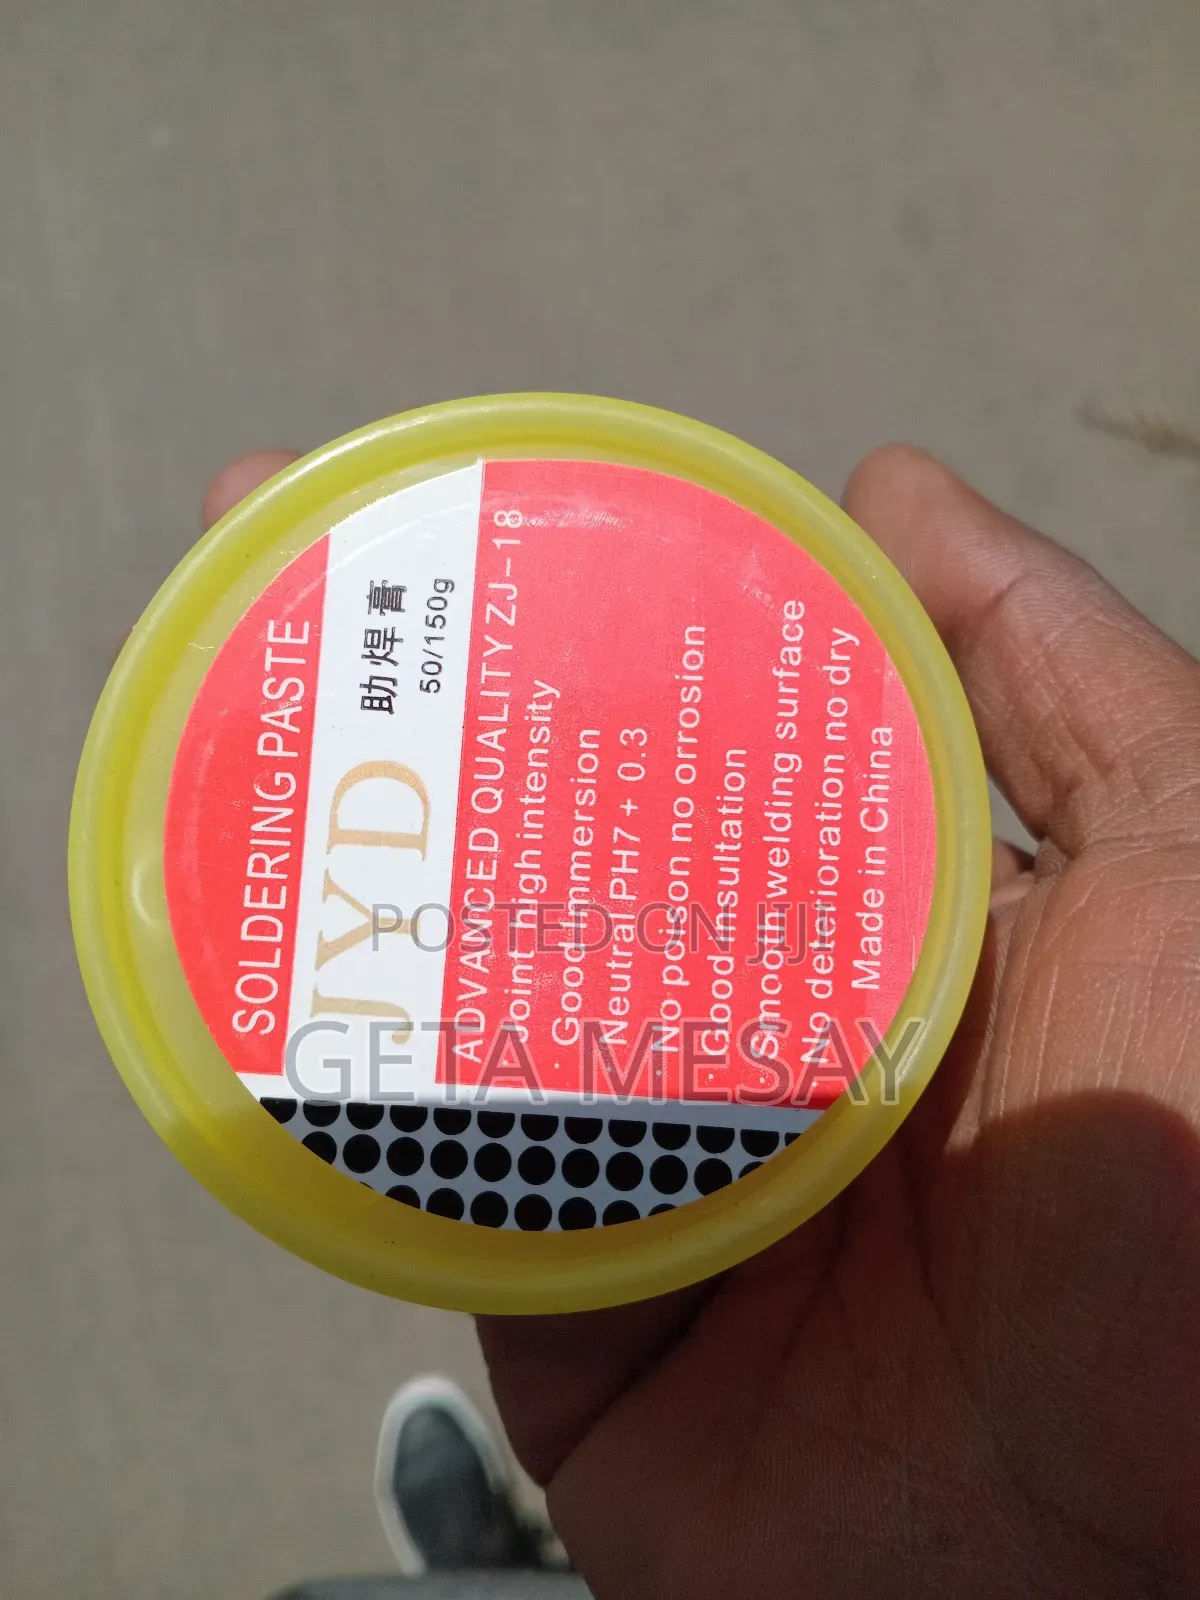 SOLDERING PASTE
JYD 助焊膏
50/150g
ADVANCED QUALITY ZJ-18
Joint high intensity
· Good Immersion
· Neutral PH7 + 0.3
· No poison no orrosion
· Good insultation
· Smooth welding surface
· No deterioration no dry
Made in China
POSTED ON JIJI
GETA MESAY